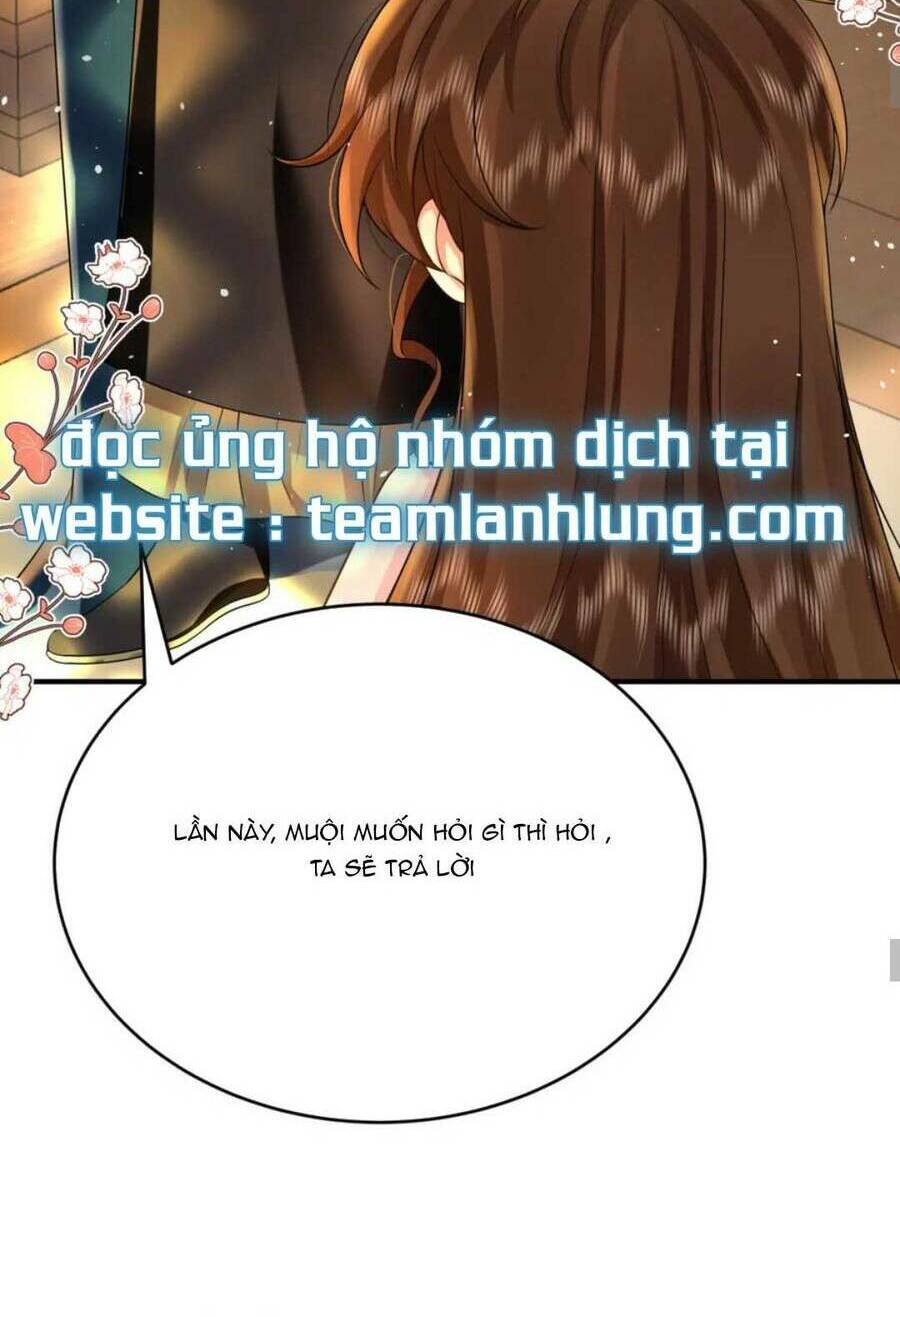 đọc ủng hộ nhóm dịch tại
website : teamlanhlung.com
LẦN NÀY, MUỘI MUỐN HỎI GÌ THÌ HỎI ,
TA SẼ TRẢ LỜI